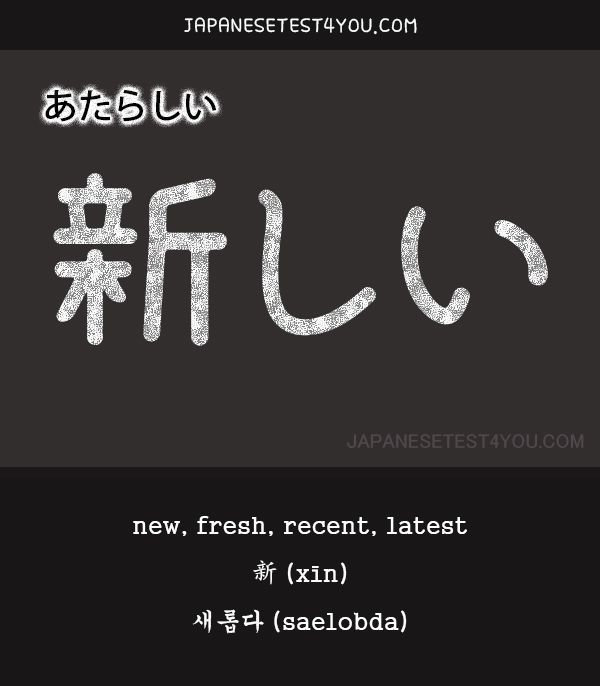 JAPANESETEST4YOU.COM
あたらしい
新しい
JAPANESETEST4YOU.COM
new, fresh, recent, latest
新 (xīn)
새롭다 (saelobda)